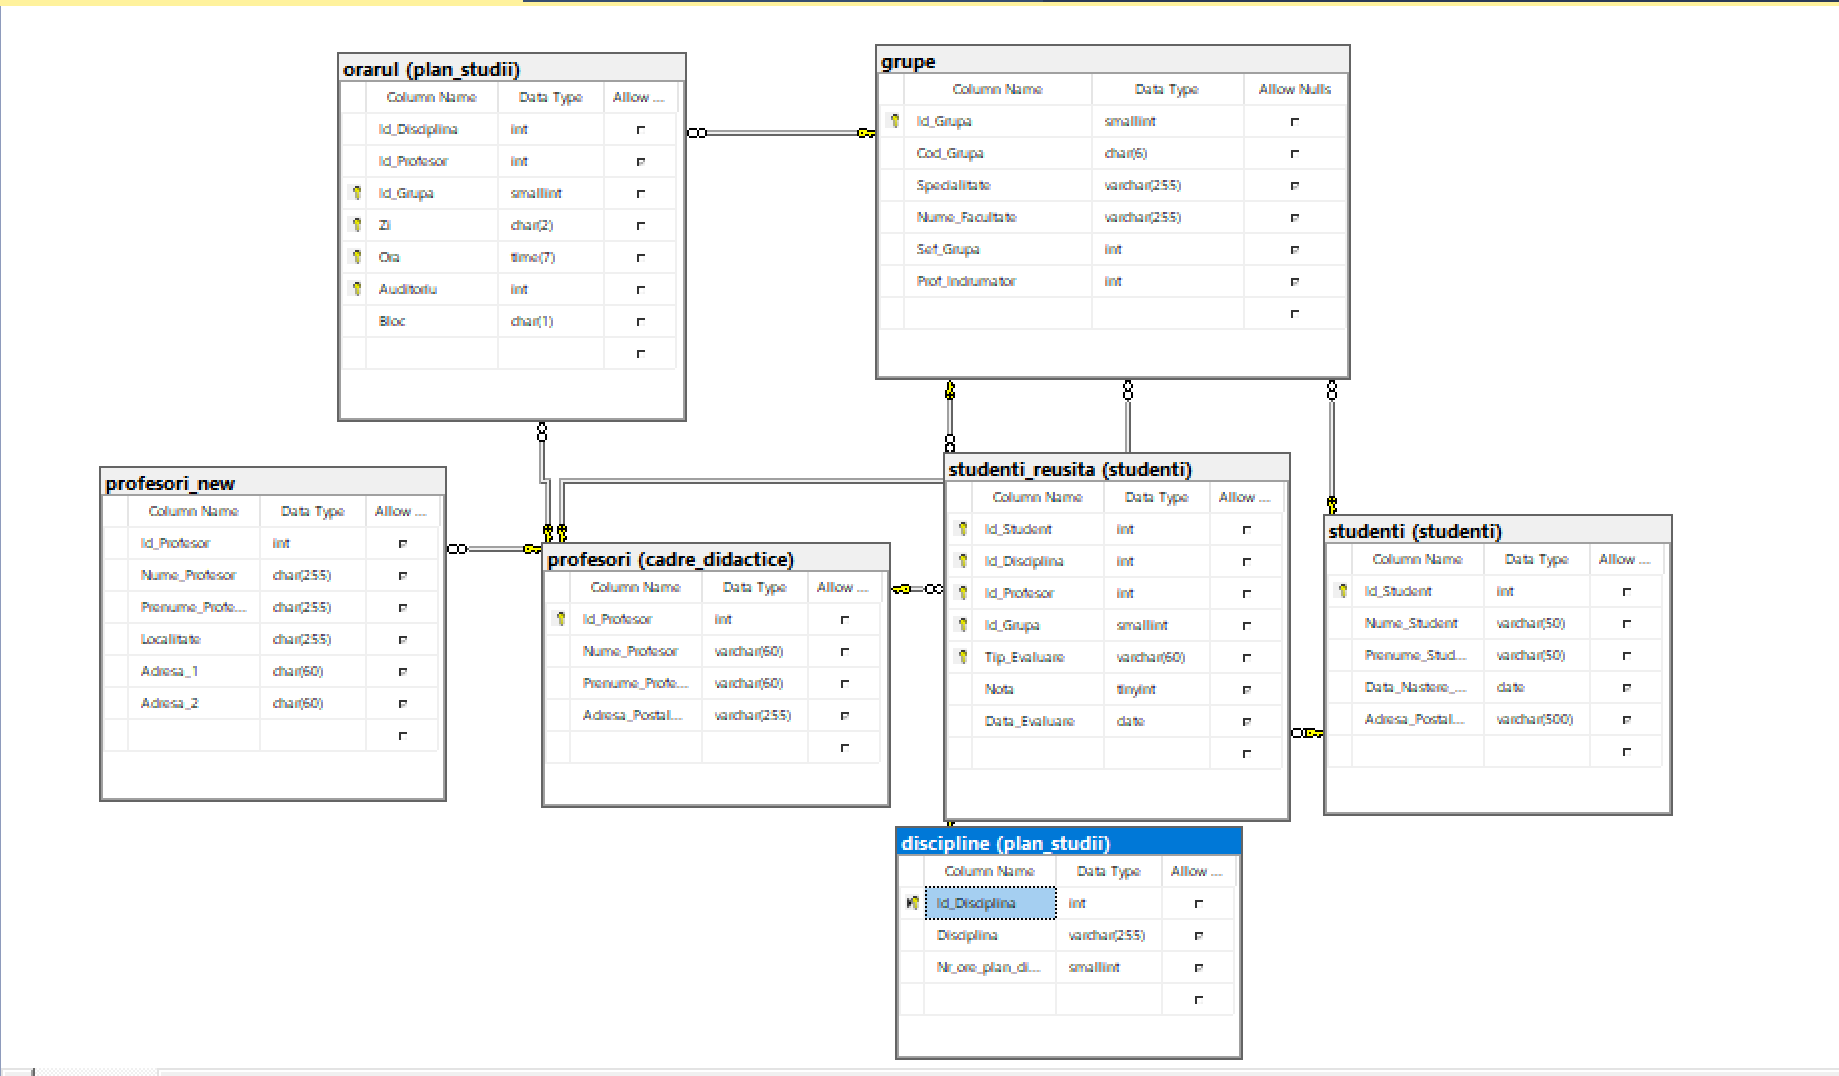 orarul (plan_studii)
Column Name Data Type Allow ...
Id_Disciplina int
Id_Profesor int
Id_Grupa smallint
Zi char(2)
Ora time(7)
Auditoriu int
Bloc char(1)
grupe
Column Name Data Type Allow Nulls
Id_Grupa smallint
Cod_Grupa char(6)
Specialitate varchar(255)
Nume_Facultate varchar(255)
Sef_Grupa int
Prof_Indrumator int
profesori_new
Column Name Data Type Allow ...
Id_Profesor int
Nume_Profesor char(255)
Prenume_Profe... char(255)
Localitate char(255)
Adresa_1 char(60)
Adresa_2 char(60)
profesori (cadre_didactice)
Column Name Data Type Allow ...
Id_Profesor int
Nume_Profesor varchar(60)
Prenume_Profe... varchar(60)
Adresa_Postal... varchar(255)
studenti_reusita (studenti)
Column Name Data Type Allow ...
Id_Student int
Id_Disciplina int
Id_Profesor int
Id_Grupa smallint
Tip_Evaluare varchar(60)
Nota tinyint
Data_Evaluare date
studenti (studenti)
Column Name Data Type Allow ...
Id_Student int
Nume_Student varchar(50)
Prenume_Stud... varchar(50)
Data_Nastere_... date
Adresa_Postal... varchar(500)
discipline (plan_studii)
Column Name Data Type Allow ...
Id_Disciplina int
Disciplina varchar(255)
Nr_ore_plan_di... smallint